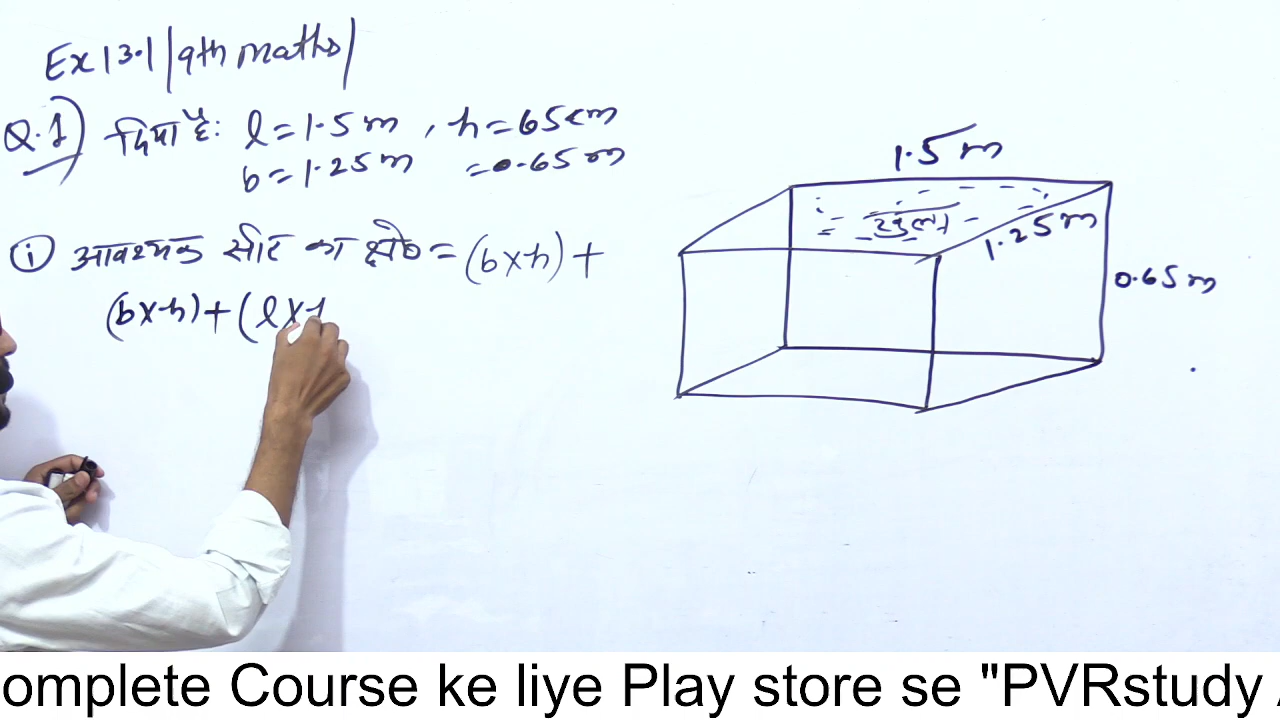 Ex 13.1 | 9th maths |
Q.1) दिया है: l = 1.5 m, h = 65 cm
b = 1.25 m = 0.65 m
(i) आवश्यक सीट का क्षे० = (b×h) +
(b×h) + (l×
1.5 m
खुला
1.25 m
0.65 m
omplete Course ke liye Play store se "PVRstudy